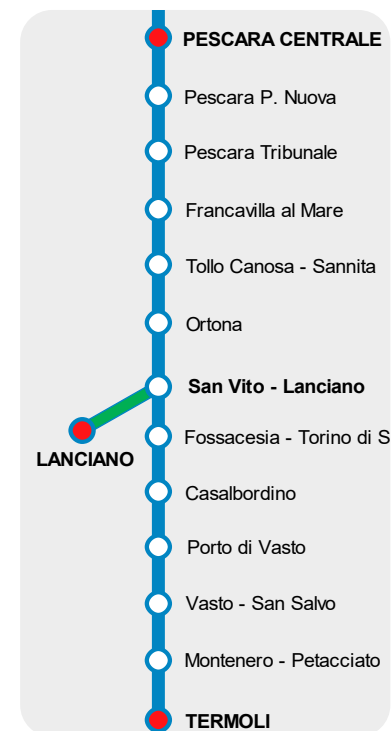 PESCARA CENTRALE
Pescara P. Nuova
Pescara Tribunale
Francavilla al Mare
Tollo Canosa - Sannita
Ortona
San Vito - Lanciano
LANCIANO
Fossacesia - Torino di S
Casalbordino
Porto di Vasto
Vasto - San Salvo
Montenero - Petacciato
TERMOLI